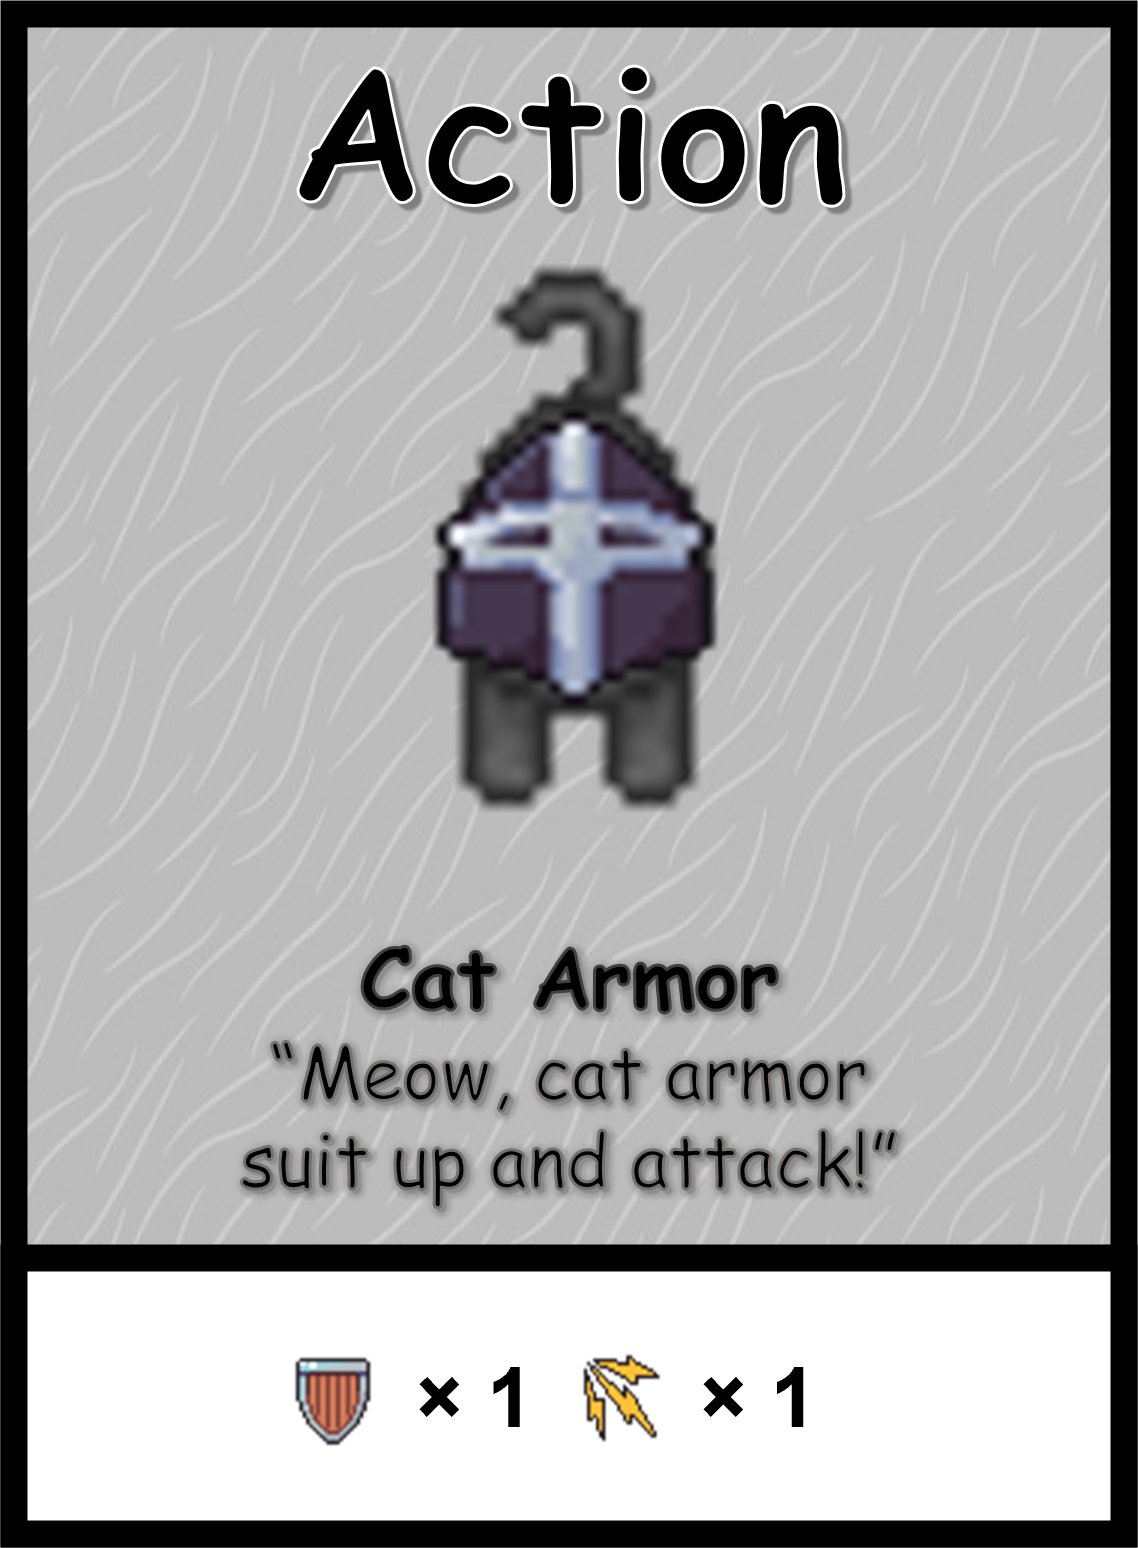 Action
Cat Armor
“Meow, cat armor
suit up and attack!”
× 1 × 1